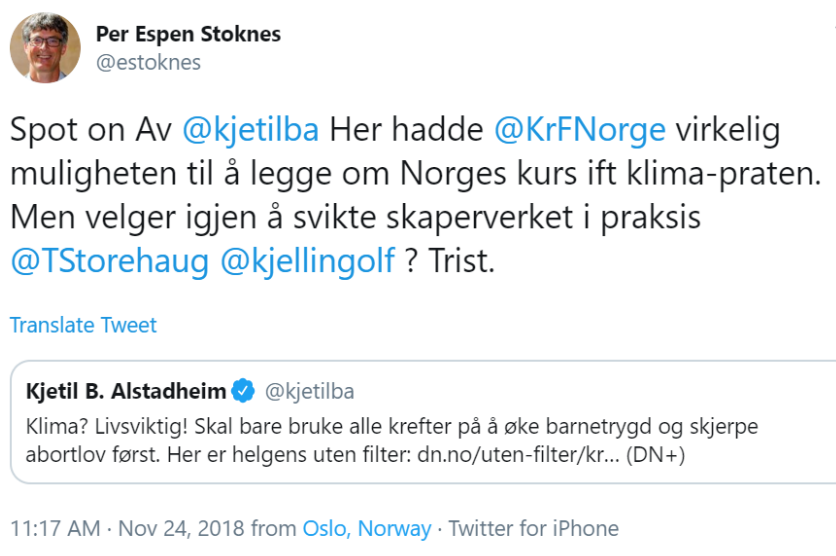 Per Espen Stoknes
@estoknes
Spot on Av @kjetilba Her hadde @KrFNorge virkelig
muligheten til å legge om Norges kurs ift klima-praten.
Men velger igjen å svikte skaperverket i praksis
@TStorehaug @kjellingolf ? Trist.
Translate Tweet
Kjetil B. Alstadheim @kjetilba
Klima? Livsviktig! Skal bare bruke alle krefter på å øke barnetrygd og skjerpe
abortlov først. Her er helgens uten filter: dn.no/uten-filter/kr... (DN+)
11:17 AM · Nov 24, 2018 from Oslo, Norway · Twitter for iPhone